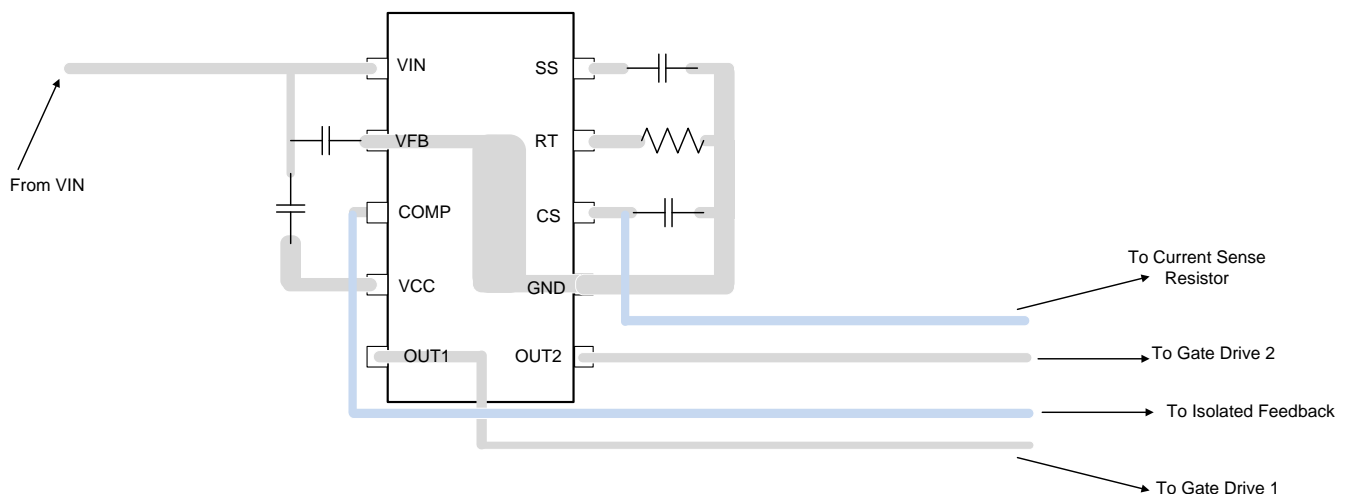 VIN
SS
VFB
RT
From VIN
COMP
CS
To Current Sense
Resistor
VCC
GND
OUT1
OUT2
To Gate Drive 2
To Isolated Feedback
To Gate Drive 1